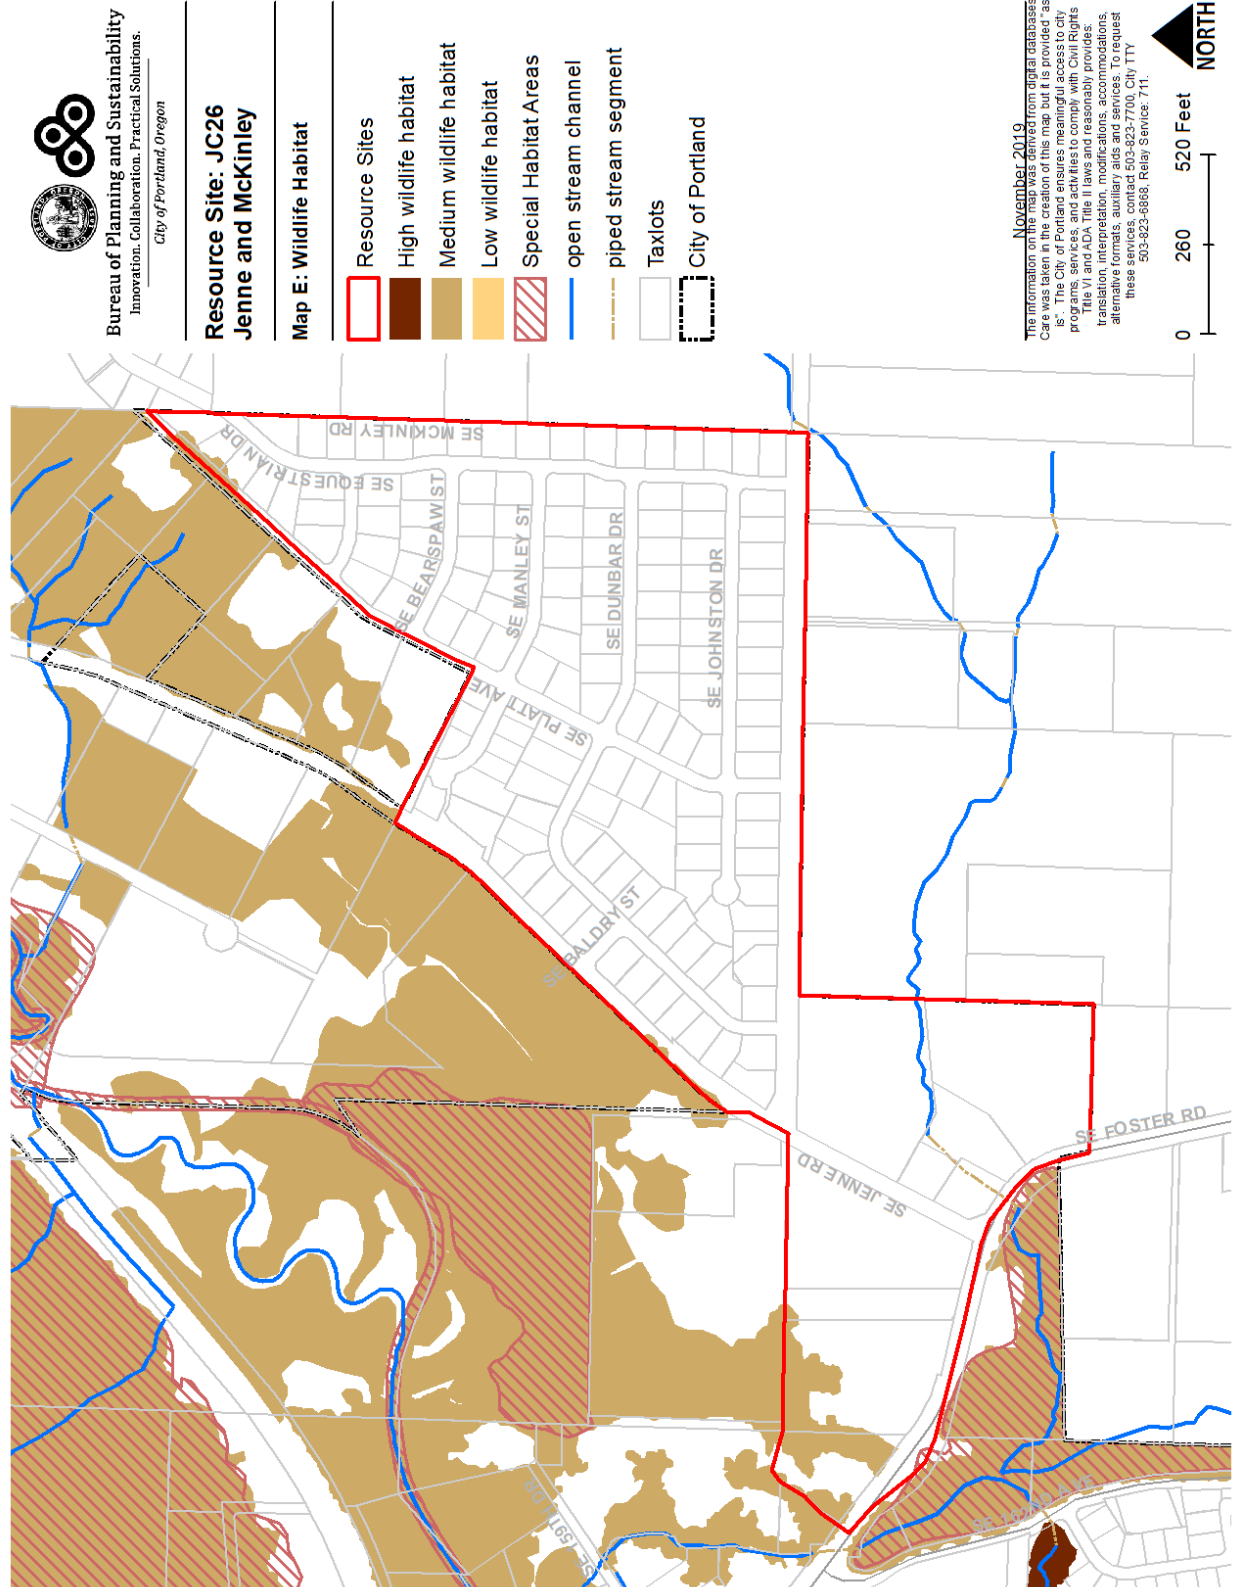 Bureau of Planning and Sustainability
Innovation. Collaboration. Practical Solutions.
City of Portland, Oregon
Resource Site: JC26
Jenne and McKinley
Map E: Wildlife Habitat
Resource Sites
High wildlife habitat
Medium wildlife habitat
Low wildlife habitat
Special Habitat Areas
open stream channel
piped stream segment
Taxlots
City of Portland
November 2019
The information on the map was derived from digital databases
Care was taken in the creation of this map but it is provided "as
is". The City of Portland ensures meaningful access to city
programs, services, and activities to comply with Civil Rights
Title VI and ADA Title II laws and reasonably provides:
translation, interpretation, modifications, accommodations,
alternative formats, auxiliary aids and services. To request
these services, contact 503-823-7700, City TTY
503-823-6868, Relay Service: 711.
0 260 520 Feet
NORTH
SE EQUESTRIAN DR
SE MCKINLEY RD
SE BEARSPAW ST
SE MANLEY ST
SE DUNBAR DR
SE JOHNSTON DR
SE PLATT AVE
SE BALDRY ST
SE JENNE RD
SE FOSTER RD